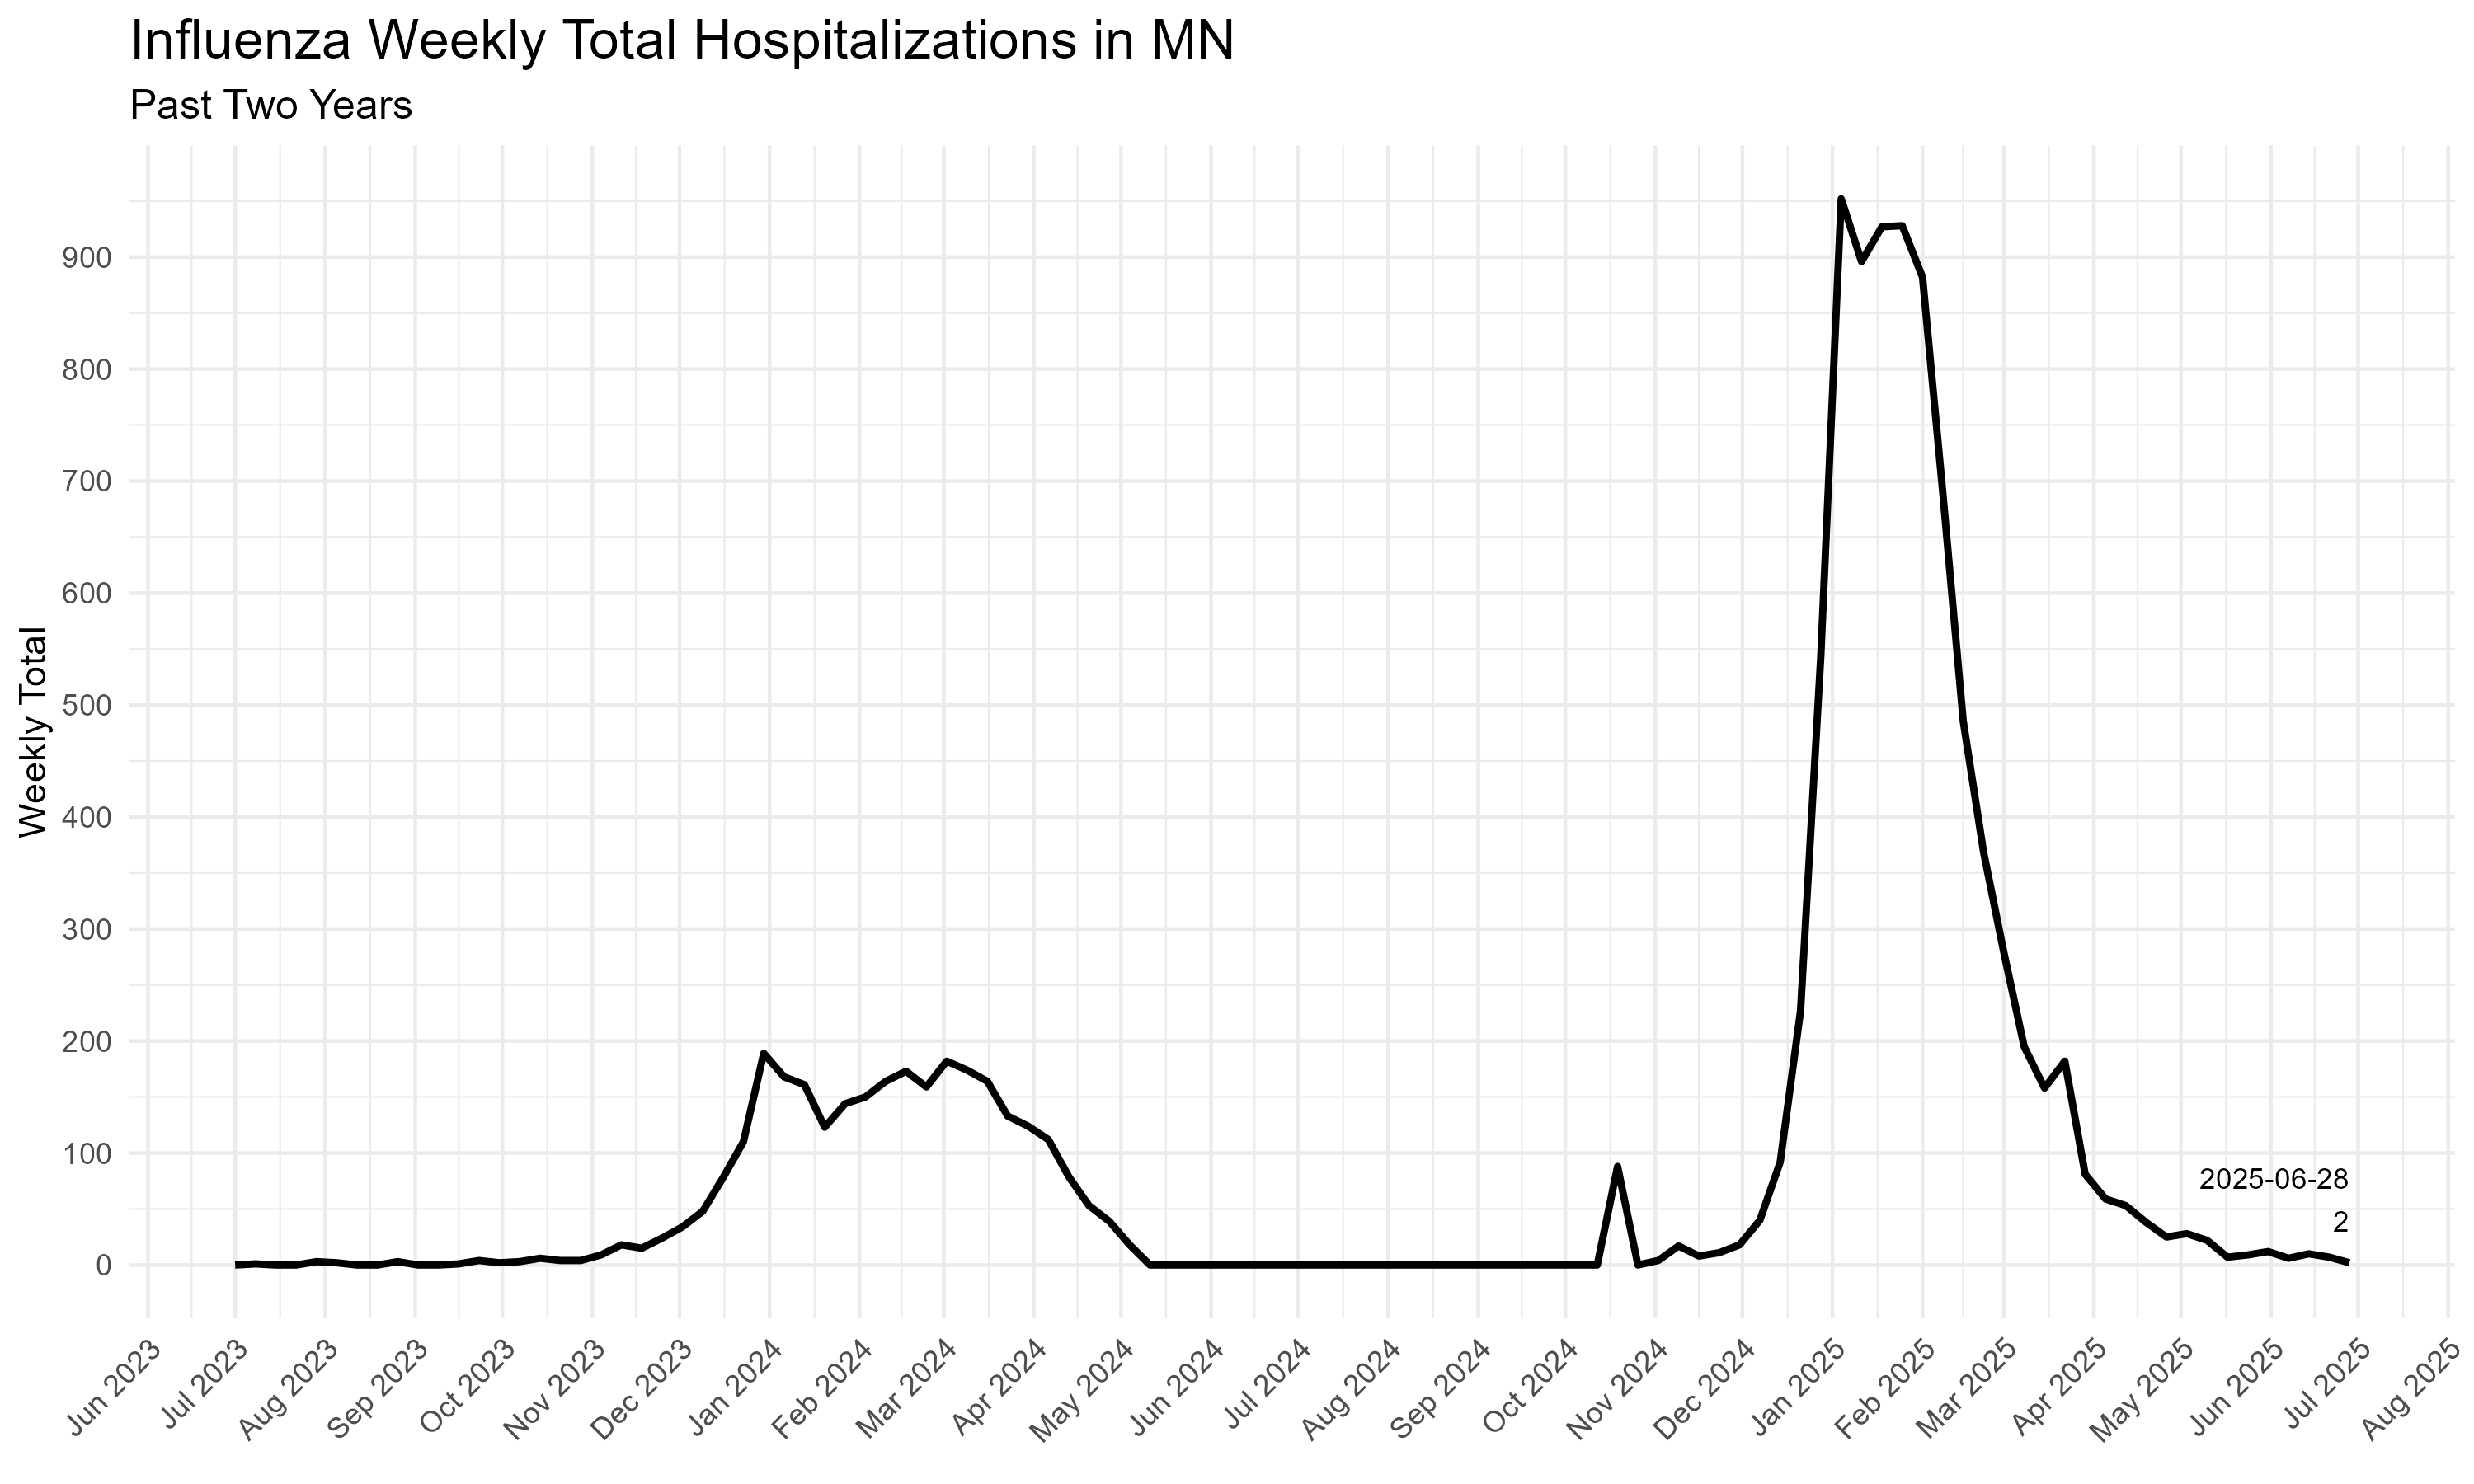 Influenza Weekly Total Hospitalizations in MN
Past Two Years
Weekly Total
900
800
700
600
500
400
300
200
100
0
2025-06-28
2
Jun 2023
Jul 2023
Aug 2023
Sep 2023
Oct 2023
Nov 2023
Dec 2023
Jan 2024
Feb 2024
Mar 2024
Apr 2024
May 2024
Jun 2024
Jul 2024
Aug 2024
Sep 2024
Oct 2024
Nov 2024
Dec 2024
Jan 2025
Feb 2025
Mar 2025
Apr 2025
May 2025
Jun 2025
Jul 2025
Aug 2025